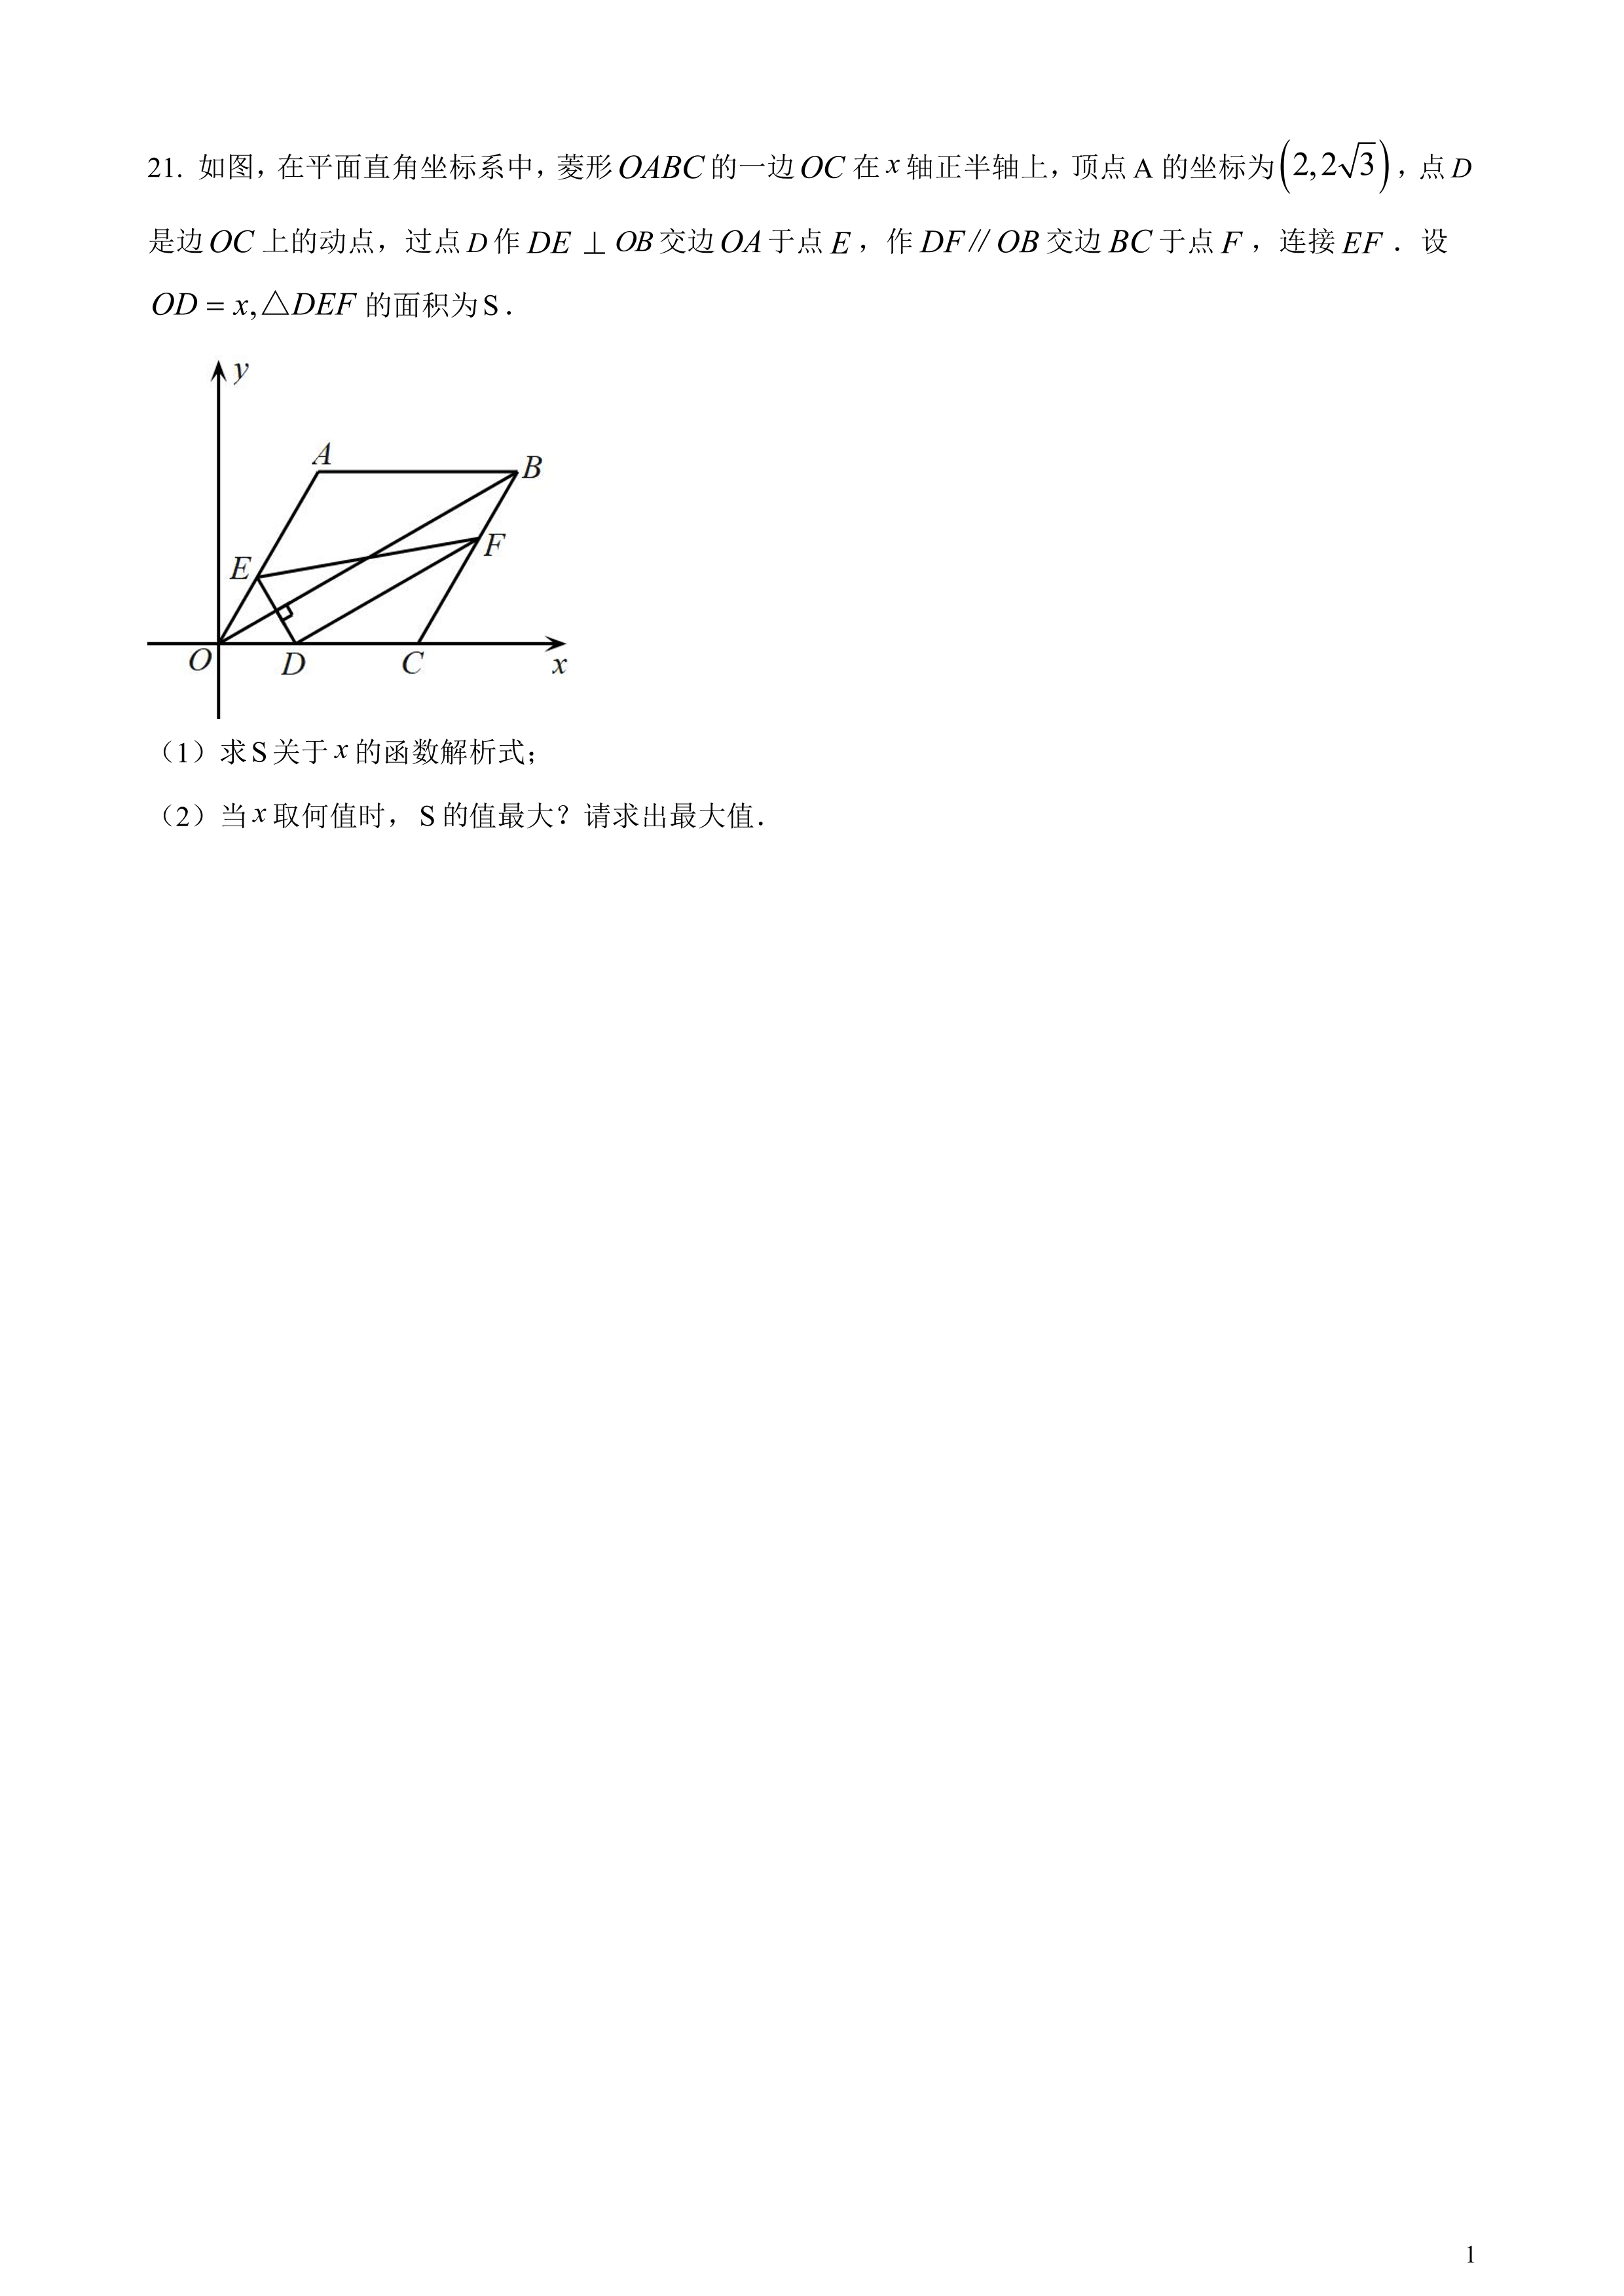 21. 如图，在平面直角坐标系中，菱形OABC的一边OC在x轴正半轴上，顶点A的坐标为(2,2√3)，点D
是边OC上的动点，过点D作DE⊥OB交边OA于点E，作DF∥OB交边BC于点F，连接EF．设
OD=x,△DEF的面积为S．
y
A
B
E
F
O
D
C
x
（1）求S关于x的函数解析式；
（2）当x取何值时，S的值最大？请求出最大值．
1